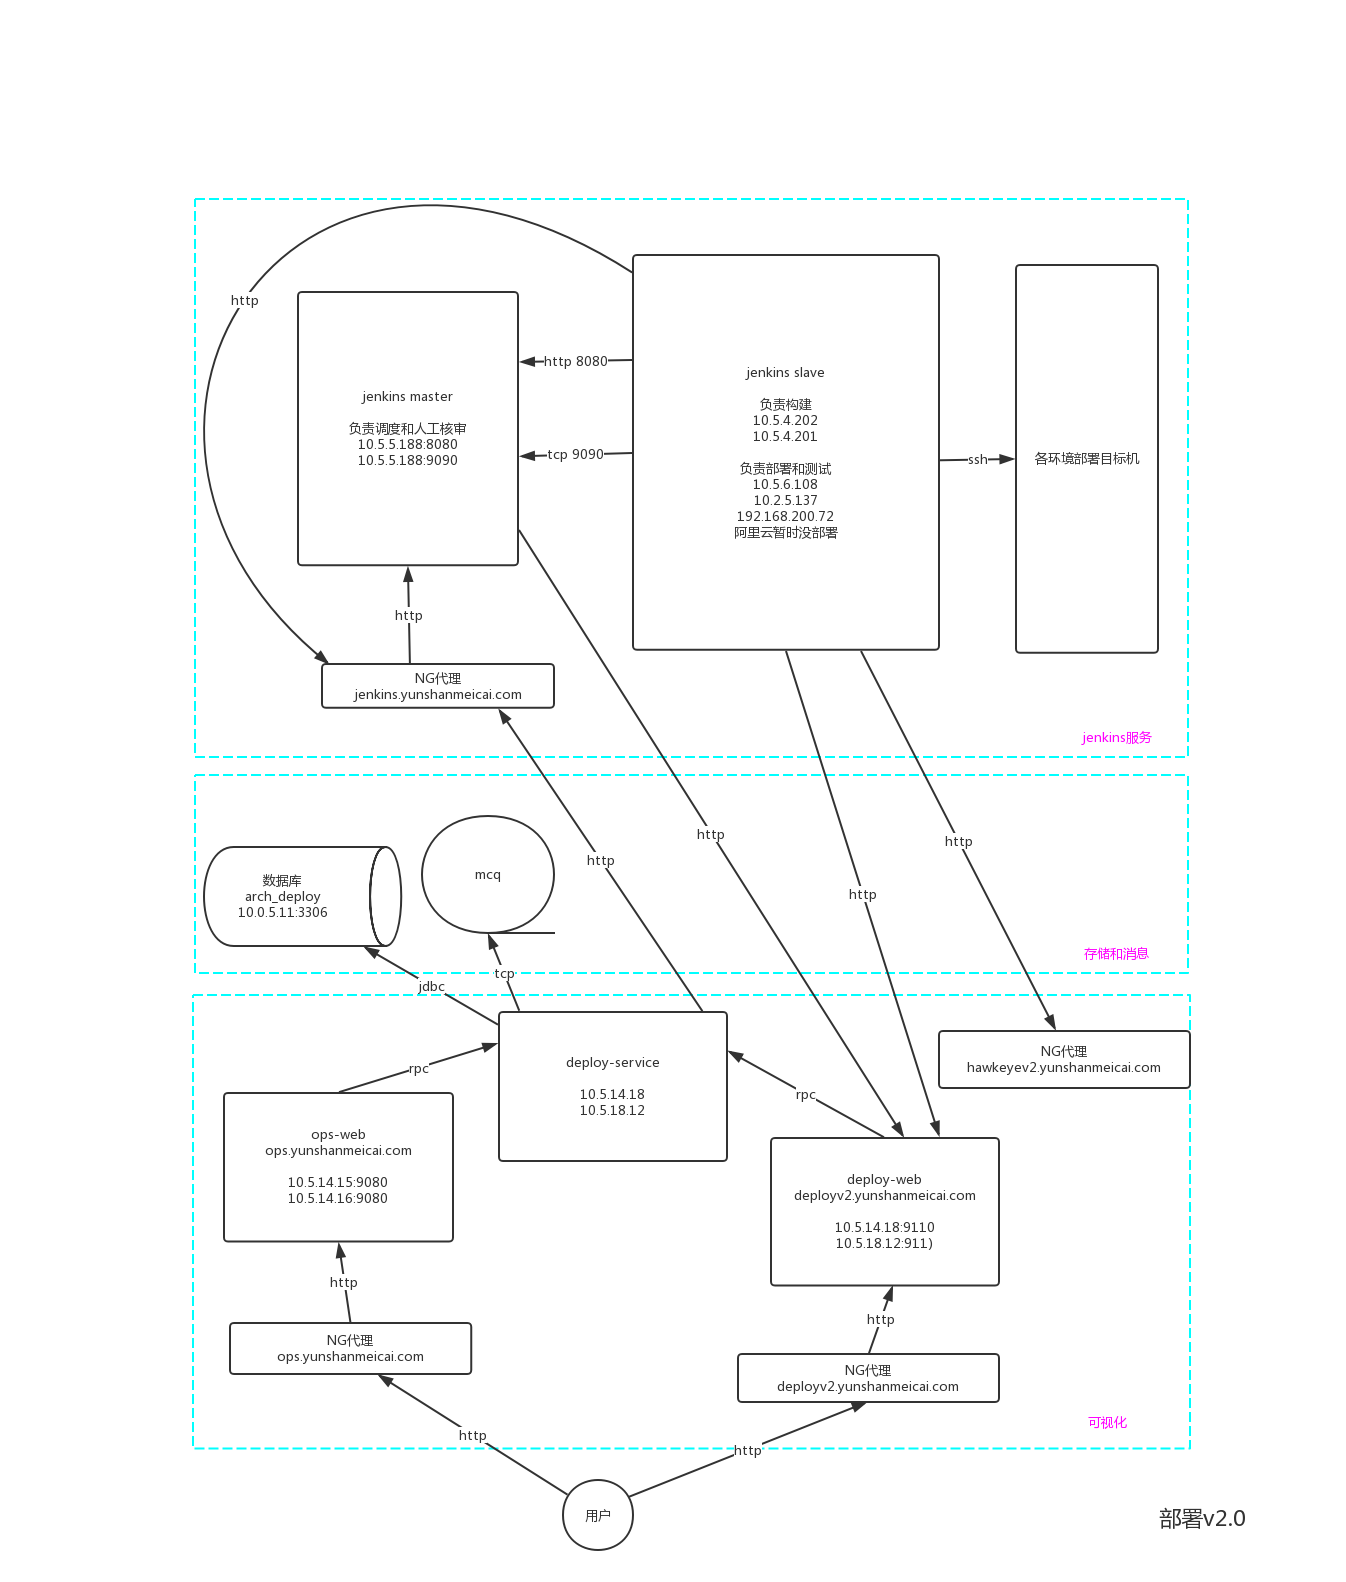 http
jenkins master
负责调度和人工核审
10.5.5.188:8080
10.5.5.188:9090
http 8080
tcp 9090
jenkins slave
负责构建
10.5.4.202
10.5.4.201
负责部署和测试
10.5.6.108
10.2.5.137
192.168.200.72
阿里云暂时没部署
ssh
各环境部署目标机
http
NG代理
jenkins.yunshanmeicai.com
jenkins服务
http
http
http
http
数据库
arch_deploy
10.0.5.11:3306
mcq
存储和消息
jdbc
tcp
rpc
deploy-service
10.5.14.18
10.5.18.12
rpc
NG代理
hawkeyev2.yunshanmeicai.com
ops-web
ops.yunshanmeicai.com
10.5.14.15:9080
10.5.14.16:9080
deploy-web
deployv2.yunshanmeicai.com
10.5.14.18:9110
10.5.18.12:911)
http
http
NG代理
ops.yunshanmeicai.com
NG代理
deployv2.yunshanmeicai.com
可视化
http
http
用户
部署v2.0